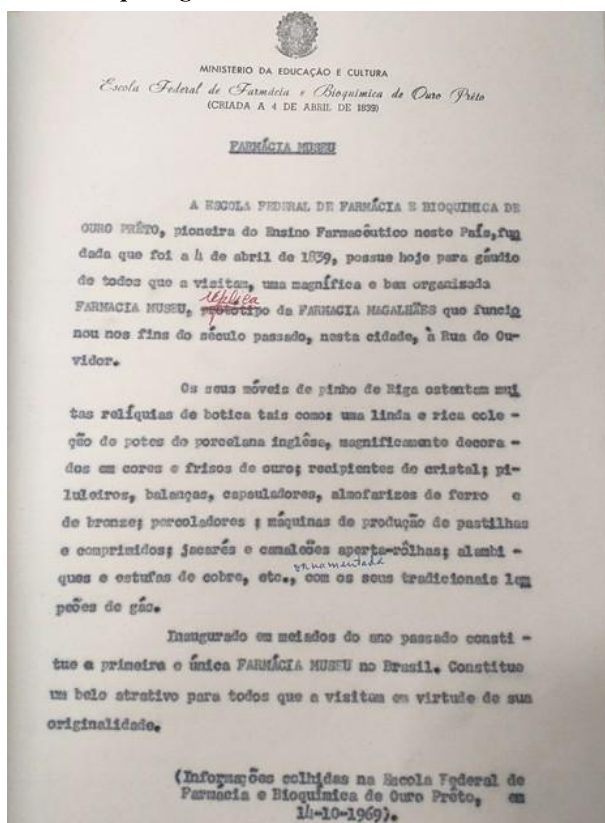 MINISTÉRIO DA EDUCAÇÃO E CULTURA
Escola Federal de Farmácia e Bioquímica de Ouro Prêto
(CRIADA A 4 DE ABRIL DE 1839)
FARMÁCIA MUSEU
A ESCOLA FEDERAL DE FARMÁCIA E BIOQUIMICA DE
OURO PRÊTO, pioneira do Ensino Farmacêutico neste País,fun
dada que foi a 4 de abril de 1839, possue hoje para gáudio
de todos que a visitam, uma magnífica e bem organisada
réplica
FARMACIA MUSEU, protótipo da FARMACIA MAGALHÃES que funcio
nou nos fins do século passado, nesta cidade, à Rua do Ou-
vidor.
Os seus móveis de pinho de Riga ostentam mui
tas relíquias de botica tais como: uma linda e rica cole -
ção de potes de porcelana inglêsa, magnificamente decora -
dos em cores e frisos de ouro; recipientes de cristal; pi-
luleiros, balanças, capsuladores, almofarizes de ferro e
de bronze; percoladores ; máquinas de produção de pastilhas
e comprimidos; jacarés e camaleões aperta-rôlhas; alambi -
ornamentada
ques e estufas de cobre, etc., com os seus tradicionais lam
peões de gás.
Inaugurado em meiados do ano passado consti -
tue a primeira e única FARMÁCIA MUSEU no Brasil. Constitue
um belo atrativo para todos que a visitam em virtude de sua
originalidade.
(Informações colhidas na Escola Federal de
Farmacia e Bioquímica de Ouro Prêto, em
14-10-1969).